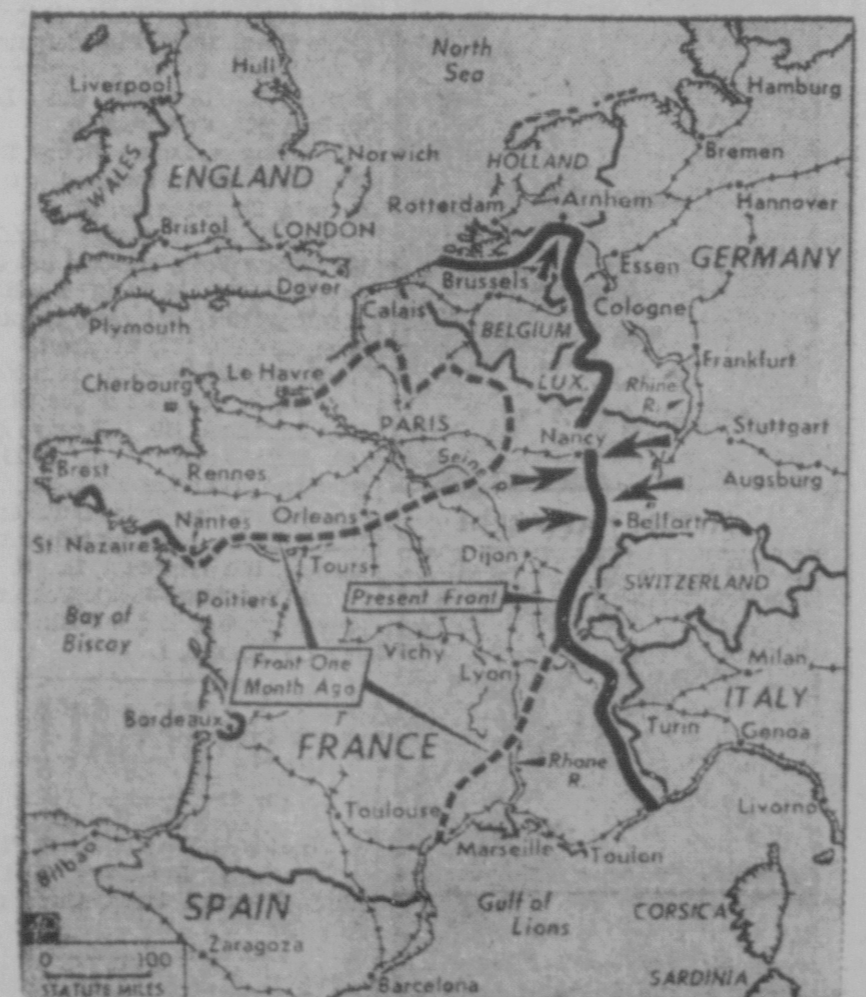 North
Sea
Hull
Liverpool
Hamburg
WALES
ENGLAND
Norwich
HOLLAND
Bremen
Rotterdam
Arnhem
Hannover
Bristol
LONDON
GERMANY
Dover
Brussels
Essen
Plymouth
Calais
BELGIUM
Cologne
Cherbourg
Le Havre
LUX.
Rhine
R.
Frankfurt
PARIS
Nancy
Stuttgart
Brest
Rennes
Seine
Augsburg
Nantes
Orleans
Belfort
St Nazaire
Tours
Dijon
SWITZERLAND
Poitiers
Present Front
Bay of
Biscay
Vichy
Front One
Month Ago
Lyon
Milan
ITALY
Bordeaux
FRANCE
Turin
Genoa
Rhone
R.
Toulouse
Livorno
Marseille
Toulon
Bilbao
SPAIN
Gulf of
Lions
CORSICA
Zaragoza
0 100
STATUTE MILES
Barcelona
SARDINIA